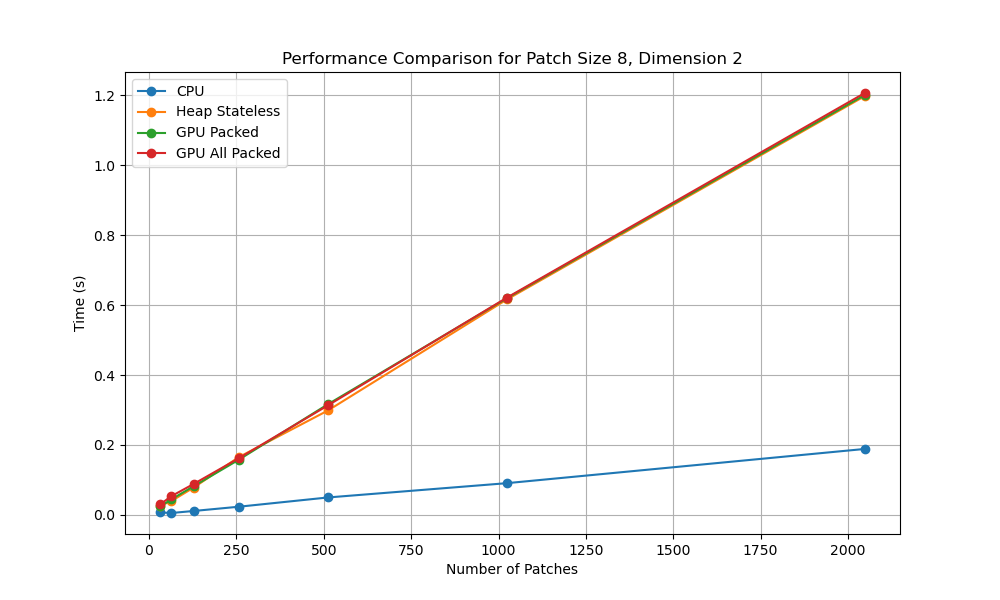 Performance Comparison for Patch Size 8, Dimension 2
CPU
Heap Stateless
GPU Packed
GPU All Packed
1.2
1.0
0.8
0.6
0.4
0.2
0.0
Time (s)
0 250 500 750 1000 1250 1500 1750 2000
Number of Patches